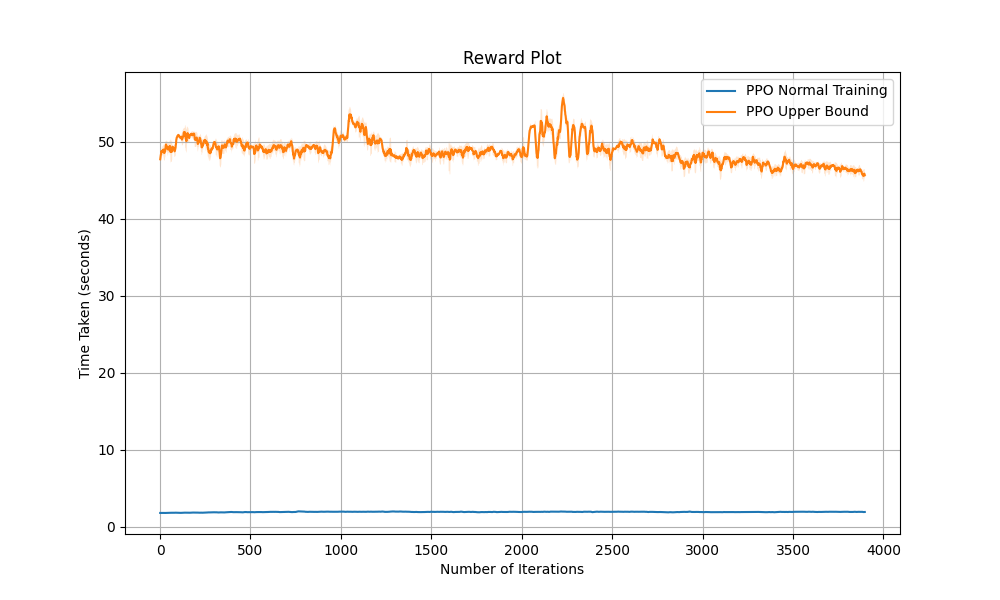 Reward Plot
PPO Normal Training
PPO Upper Bound
Time Taken (seconds)
50
40
30
20
10
0
0 500 1000 1500 2000 2500 3000 3500 4000
Number of Iterations